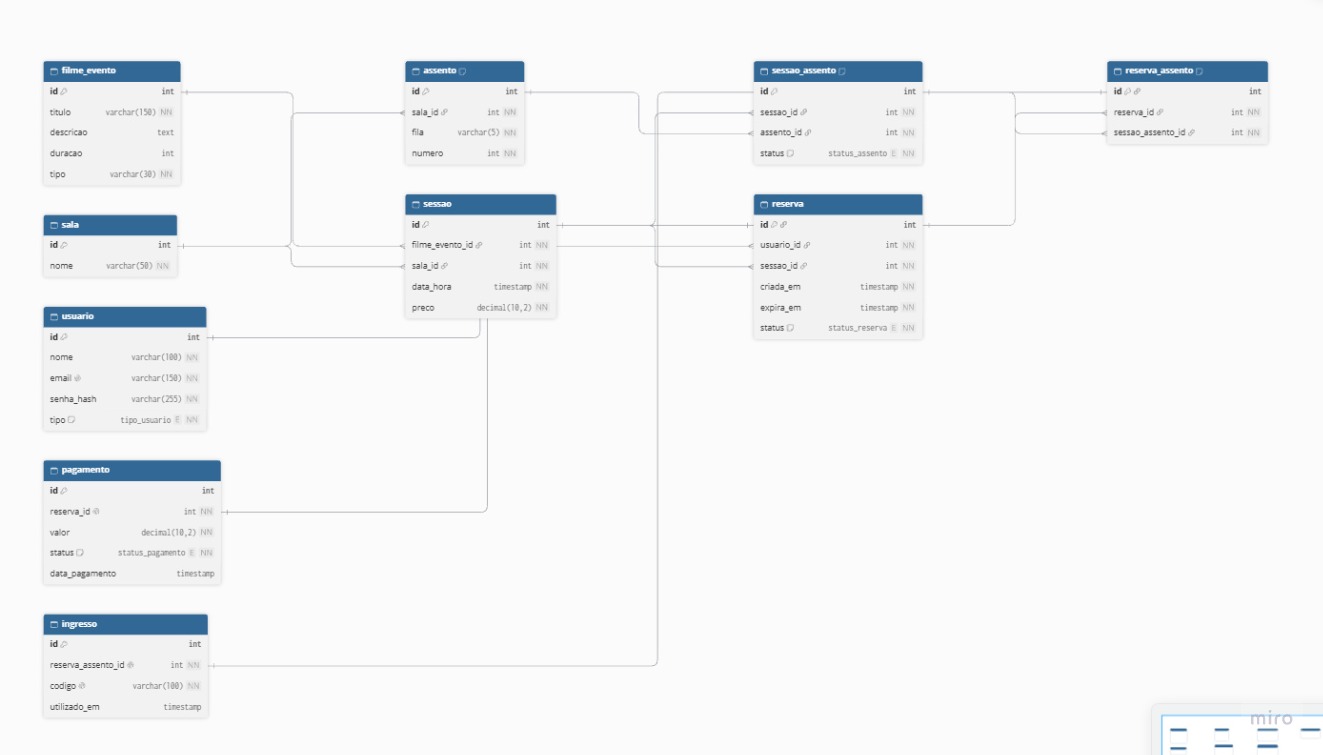 filme_evento
id int
titulo varchar(150) NN
descricao text
duracao int
tipo varchar(30) NN
sala
id int
nome varchar(50) NN
usuario
id int
nome varchar(100) NN
email varchar(150) NN
senha_hash varchar(255) NN
tipo tipo_usuario E NN
pagamento
id int
reserva_id int NN
valor decimal(10,2) NN
status status_pagamento E NN
data_pagamento timestamp
ingresso
id int
reserva_assento_id int NN
codigo varchar(100) NN
utilizado_em timestamp
assento
id int
sala_id int NN
fila varchar(5) NN
numero int NN
sessao
id int
filme_evento_id int NN
sala_id int NN
data_hora timestamp NN
preco decimal(10,2) NN
sessao_assento
id int
sessao_id int NN
assento_id int NN
status status_assento E NN
reserva
id int
usuario_id int NN
sessao_id int NN
criada_em timestamp NN
expira_em timestamp NN
status status_reserva E NN
reserva_assento
id int
reserva_id int NN
sessao_assento_id int NN
miro